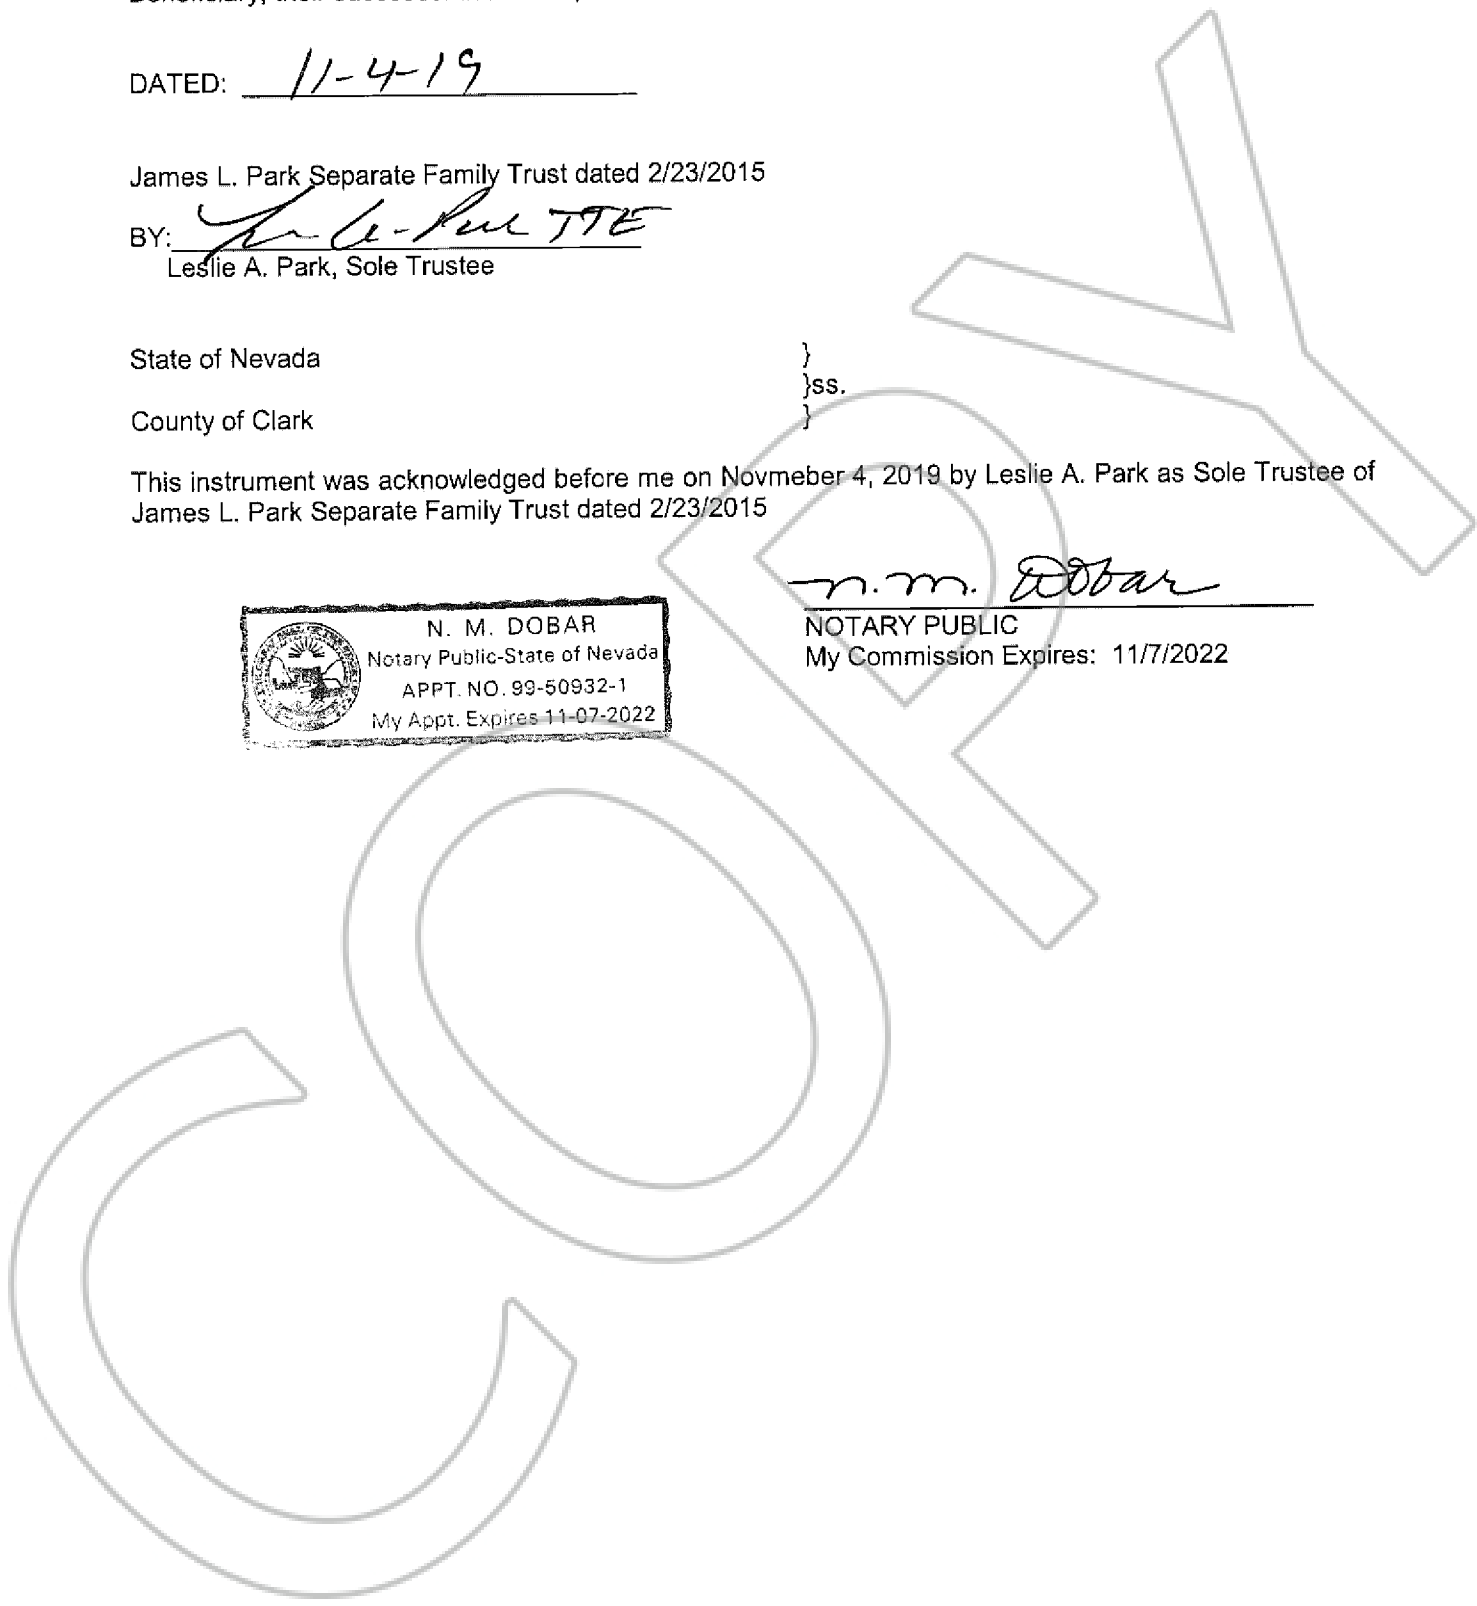 DATED: 11-4-19
James L. Park Separate Family Trust dated 2/23/2015
BY: TTE
Leslie A. Park, Sole Trustee
State of Nevada }
}ss.
County of Clark }
This instrument was acknowledged before me on Novmeber 4, 2019 by Leslie A. Park as Sole Trustee of
James L. Park Separate Family Trust dated 2/23/2015
n.m. Dobar
N. M. DOBAR
Notary Public-State of Nevada
APPT. NO. 99-50932-1
My Appt. Expires 11-07-2022
NOTARY PUBLIC
My Commission Expires: 11/7/2022
COPY